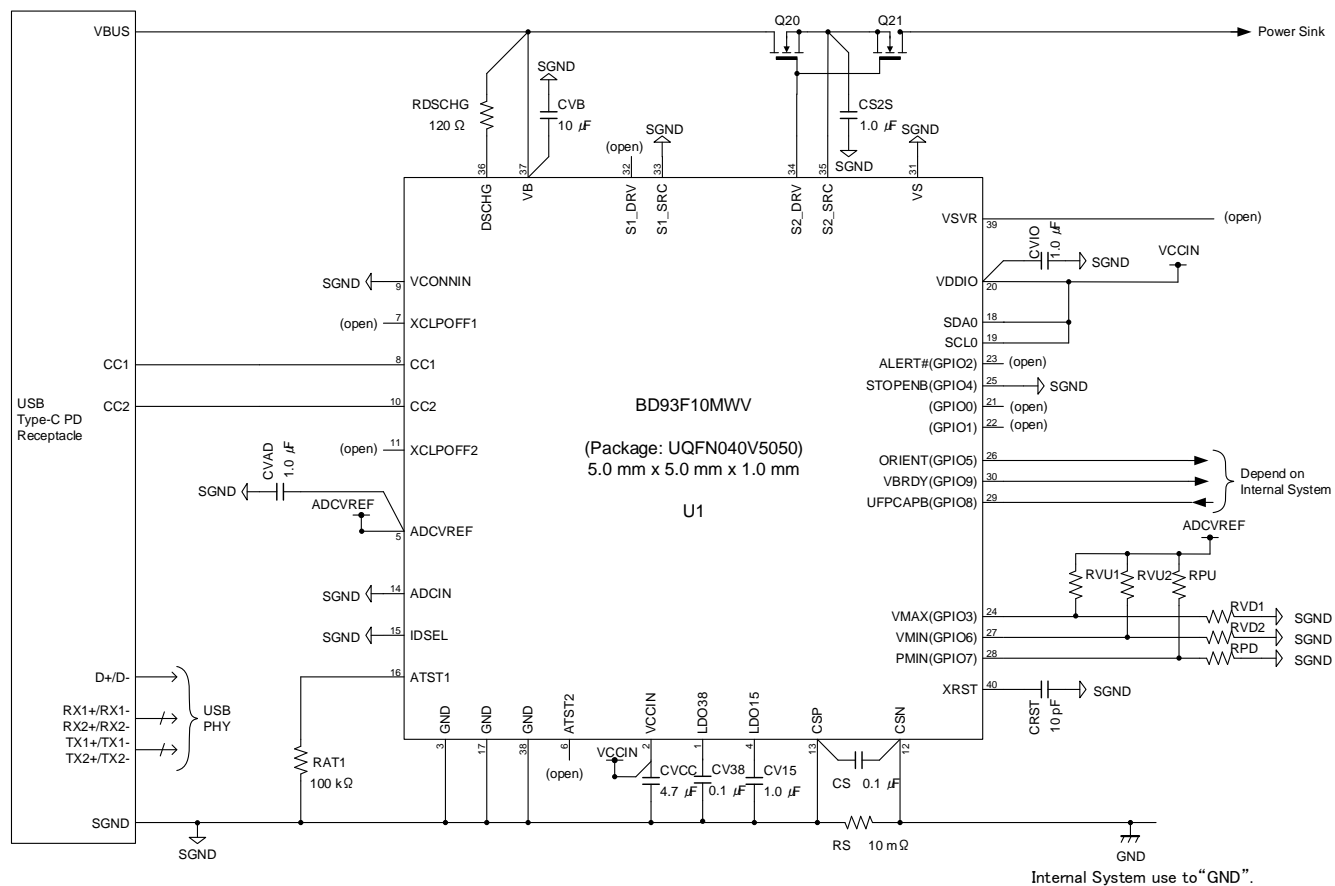 VBUS
Q20
Q21
Power Sink
SGND
RDSCHG
120 Ω
CVB
10 μF
(open)
SGND
CS2S
1.0 μF
SGND
SGND
36
37
32
33
34
35
31
DSCHG
VB
S1_DRV
S1_SRC
S2_DRV
S2_SRC
VS
VSVR
39
(open)
CVIO
1.0 μF
SGND
VCCIN
SGND
9
VCONNIN
VDDIO
20
(open)
7
XCLPOFF1
SDA0
18
SCL0
19
CC1
8
CC1
ALERT#(GPIO2)
23
(open)
STOPENB(GPIO4)
25
SGND
USB
Type-C PD
Receptacle
CC2
10
CC2
BD93F10MWV
(GPIO0)
21
(open)
(GPIO1)
22
(open)
(open)
11
XCLPOFF2
(Package: UQFN040V5050)
5.0 mm x 5.0 mm x 1.0 mm
U1
ORIENT(GPIO5)
26
VBRDY(GPIO9)
30
UFPCAPB(GPIO8)
29
Depend on
Internal System
CVAD
1.0 μF
SGND
ADCVREF
5
ADCVREF
ADCVREF
RVU1
RVU2
RPU
SGND
14
ADCIN
VMAX(GPIO3)
24
RVD1
SGND
SGND
15
IDSEL
VMIN(GPIO6)
27
RVD2
SGND
PMIN(GPIO7)
28
RPD
SGND
16
ATST1
XRST
40
CRST
10 pF
SGND
D+/D-
RX1+/RX1-
RX2+/RX2-
TX1+/TX1-
TX2+/TX2-
USB
PHY
GND
GND
GND
ATST2
VCCIN
LDO38
LDO15
CSP
CSN
3
17
38
6
2
1
4
13
12
(open)
VCCIN
RAT1
100 kΩ
CVCC
4.7 μF
CV38
0.1 μF
CV15
1.0 μF
CS
0.1 μF
SGND
SGND
RS
10 mΩ
GND
Internal System use to“GND”.